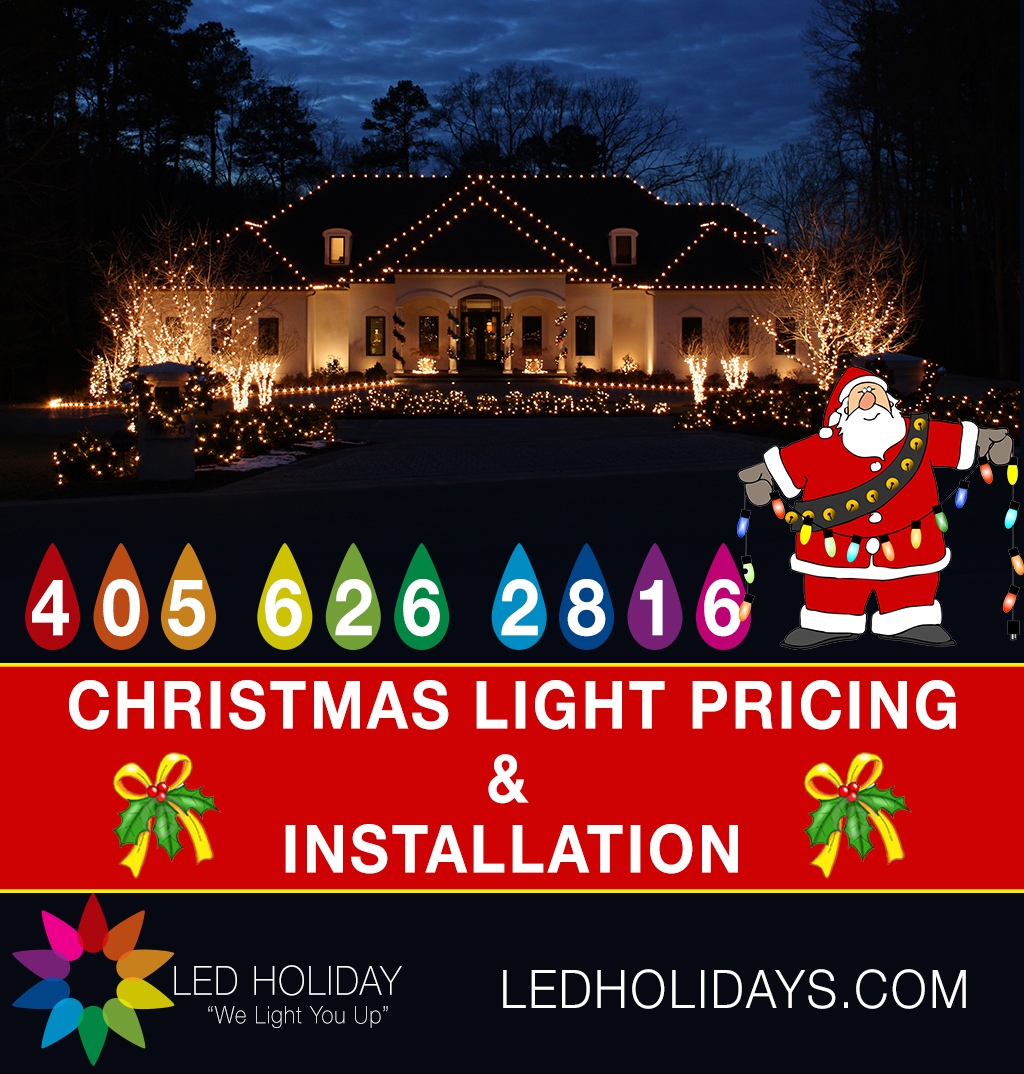 405 626 2816
CHRISTMAS LIGHT PRICING
&
INSTALLATION
LED HOLIDAY
“We Light You Up”
LEDHOLIDAYS.COM